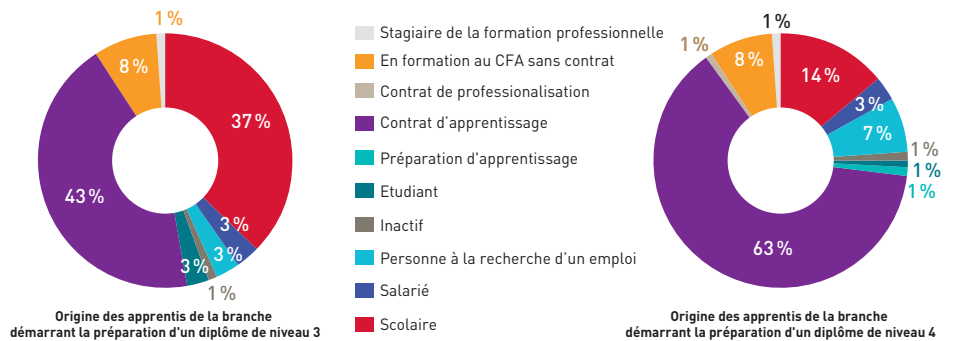 1 %
8 %
37 %
43 %
3 %
3 %
3 %
1 %
Origine des apprentis de la branche
démarrant la préparation d'un diplôme de niveau 3
Stagiaire de la formation professionnelle
En formation au CFA sans contrat
Contrat de professionalisation
Contrat d’apprentissage
Préparation d'apprentissage
Etudiant
Inactif
Personne à la recherche d’un emploi
Salarié
Scolaire
1 %
1 %
8 %
14 %
3 %
7 %
1 %
1 %
1 %
63 %
Origine des apprentis de la branche
démarrant la préparation d'un diplôme de niveau 4